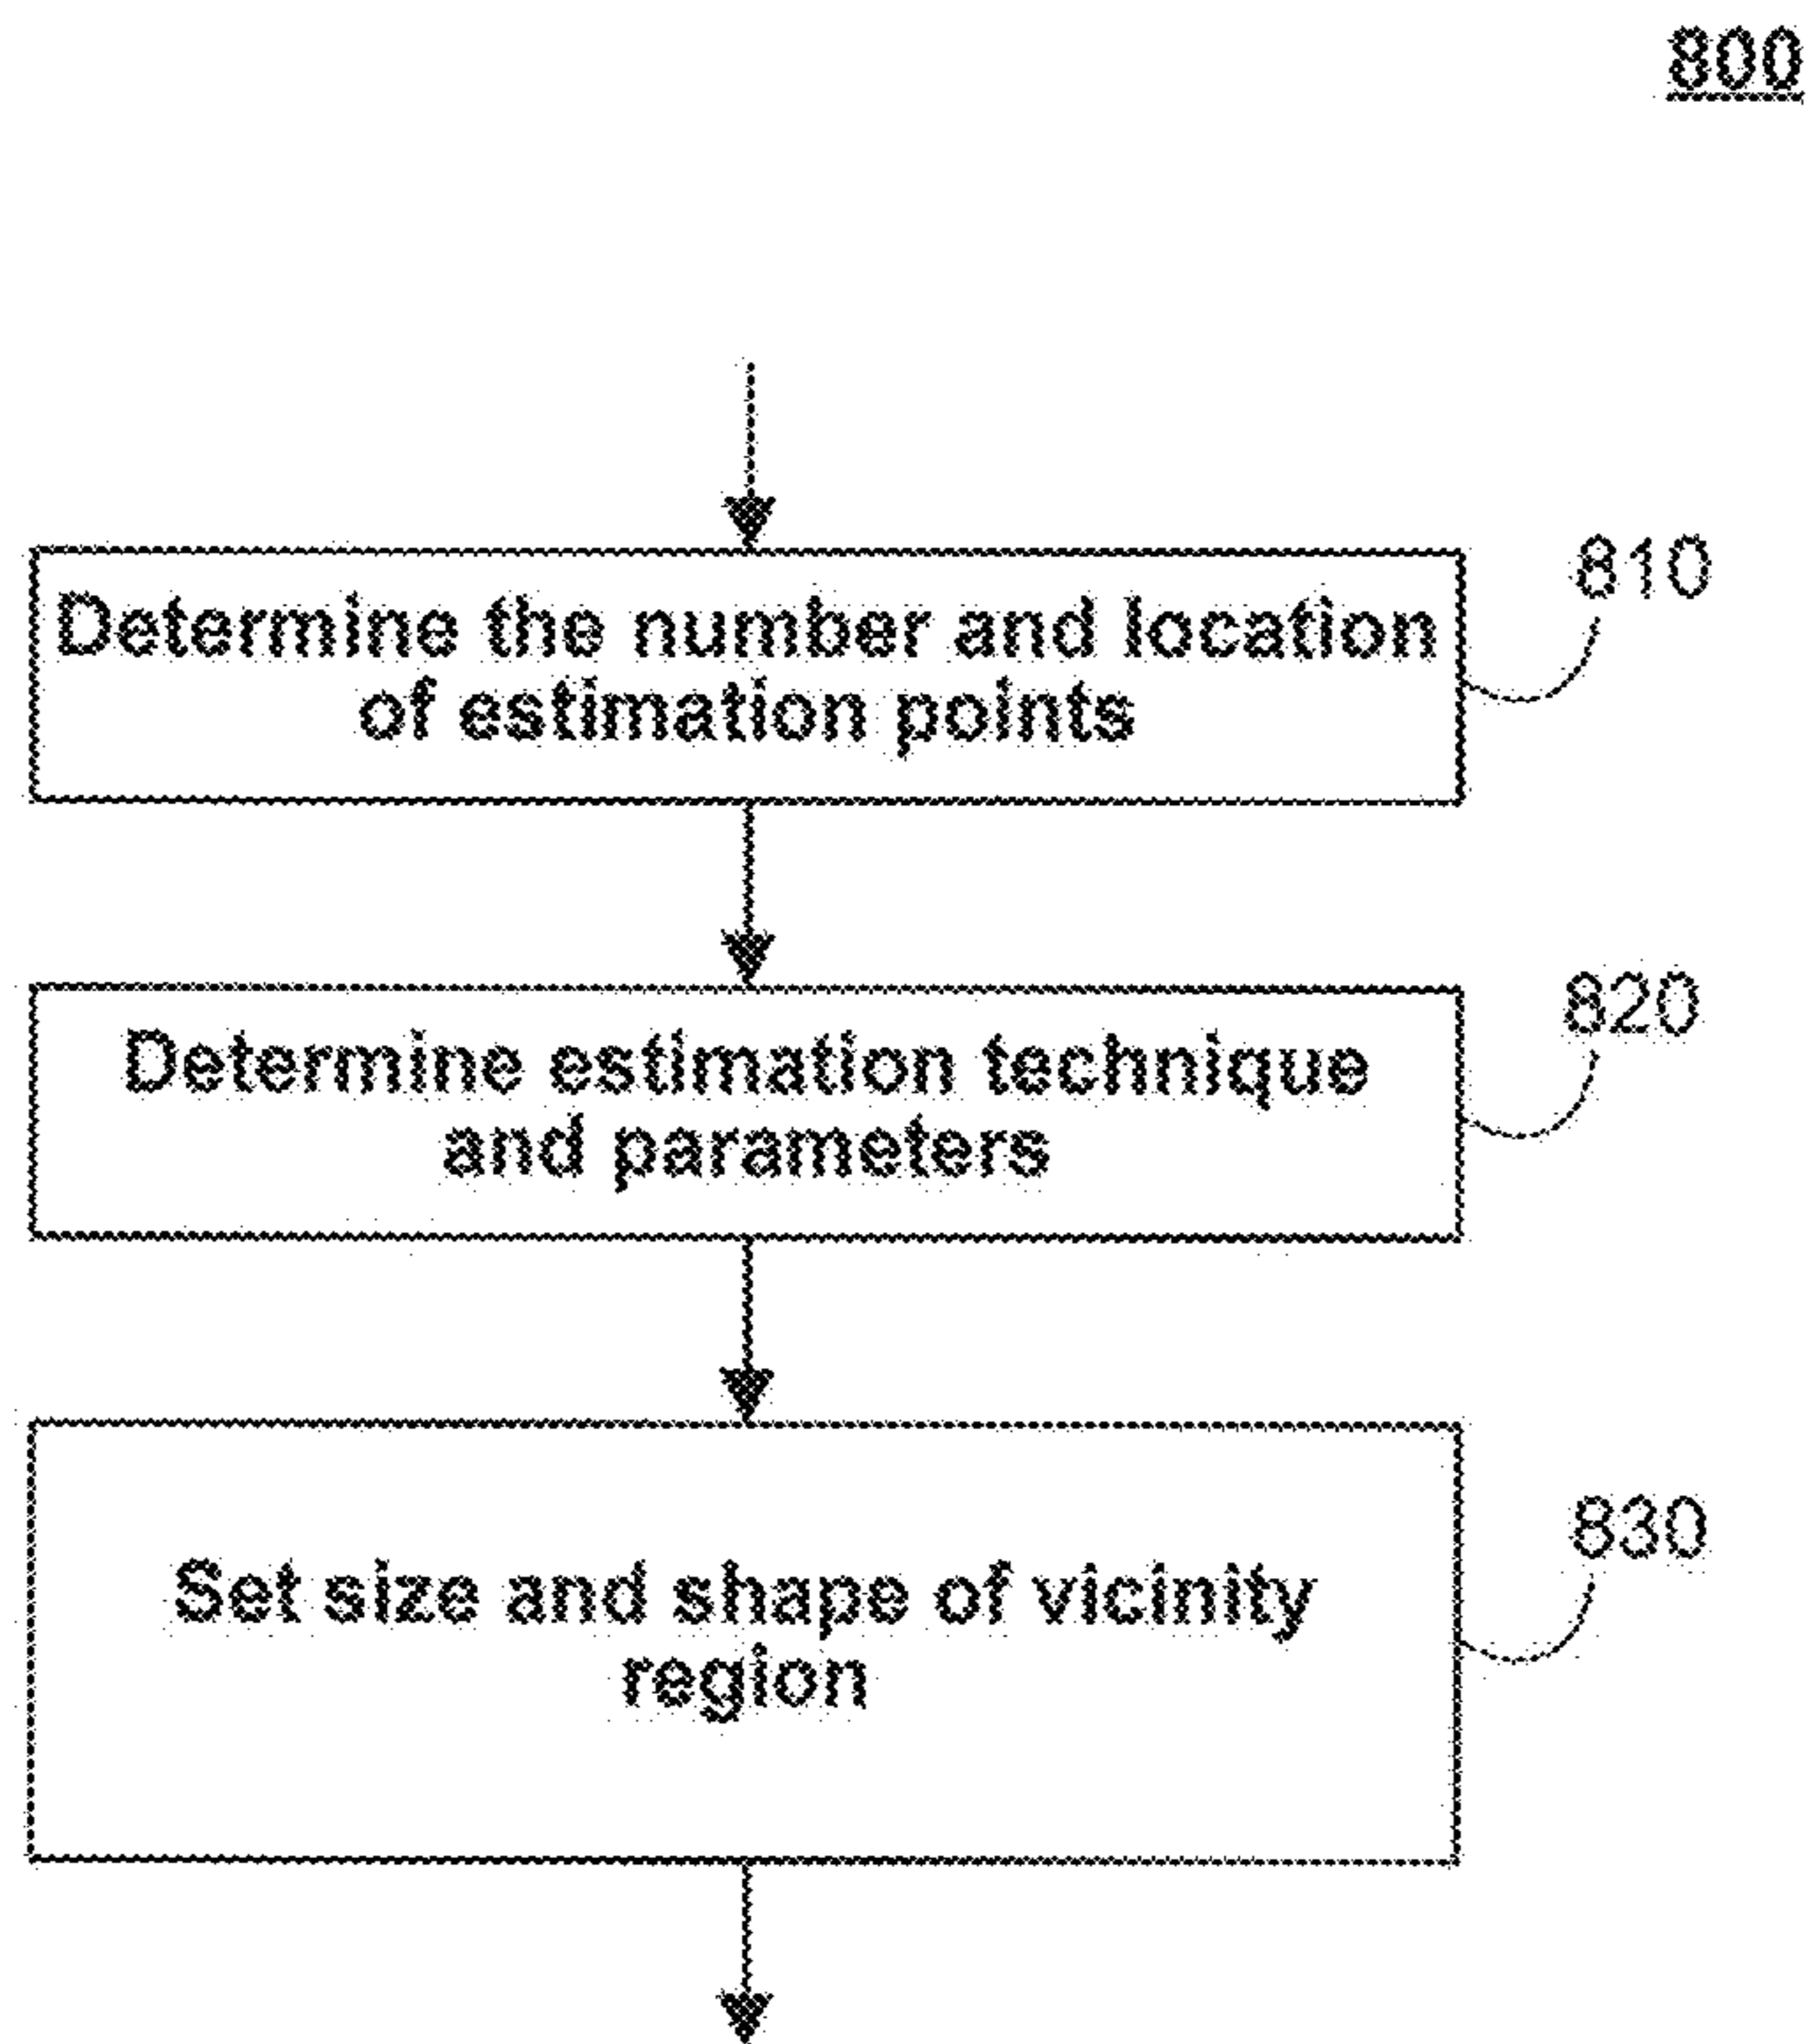 800
Determine the number and location
810
of estimation points
Determine estimation technique
820
and parameters
Set size and shape of vicinity
830
region